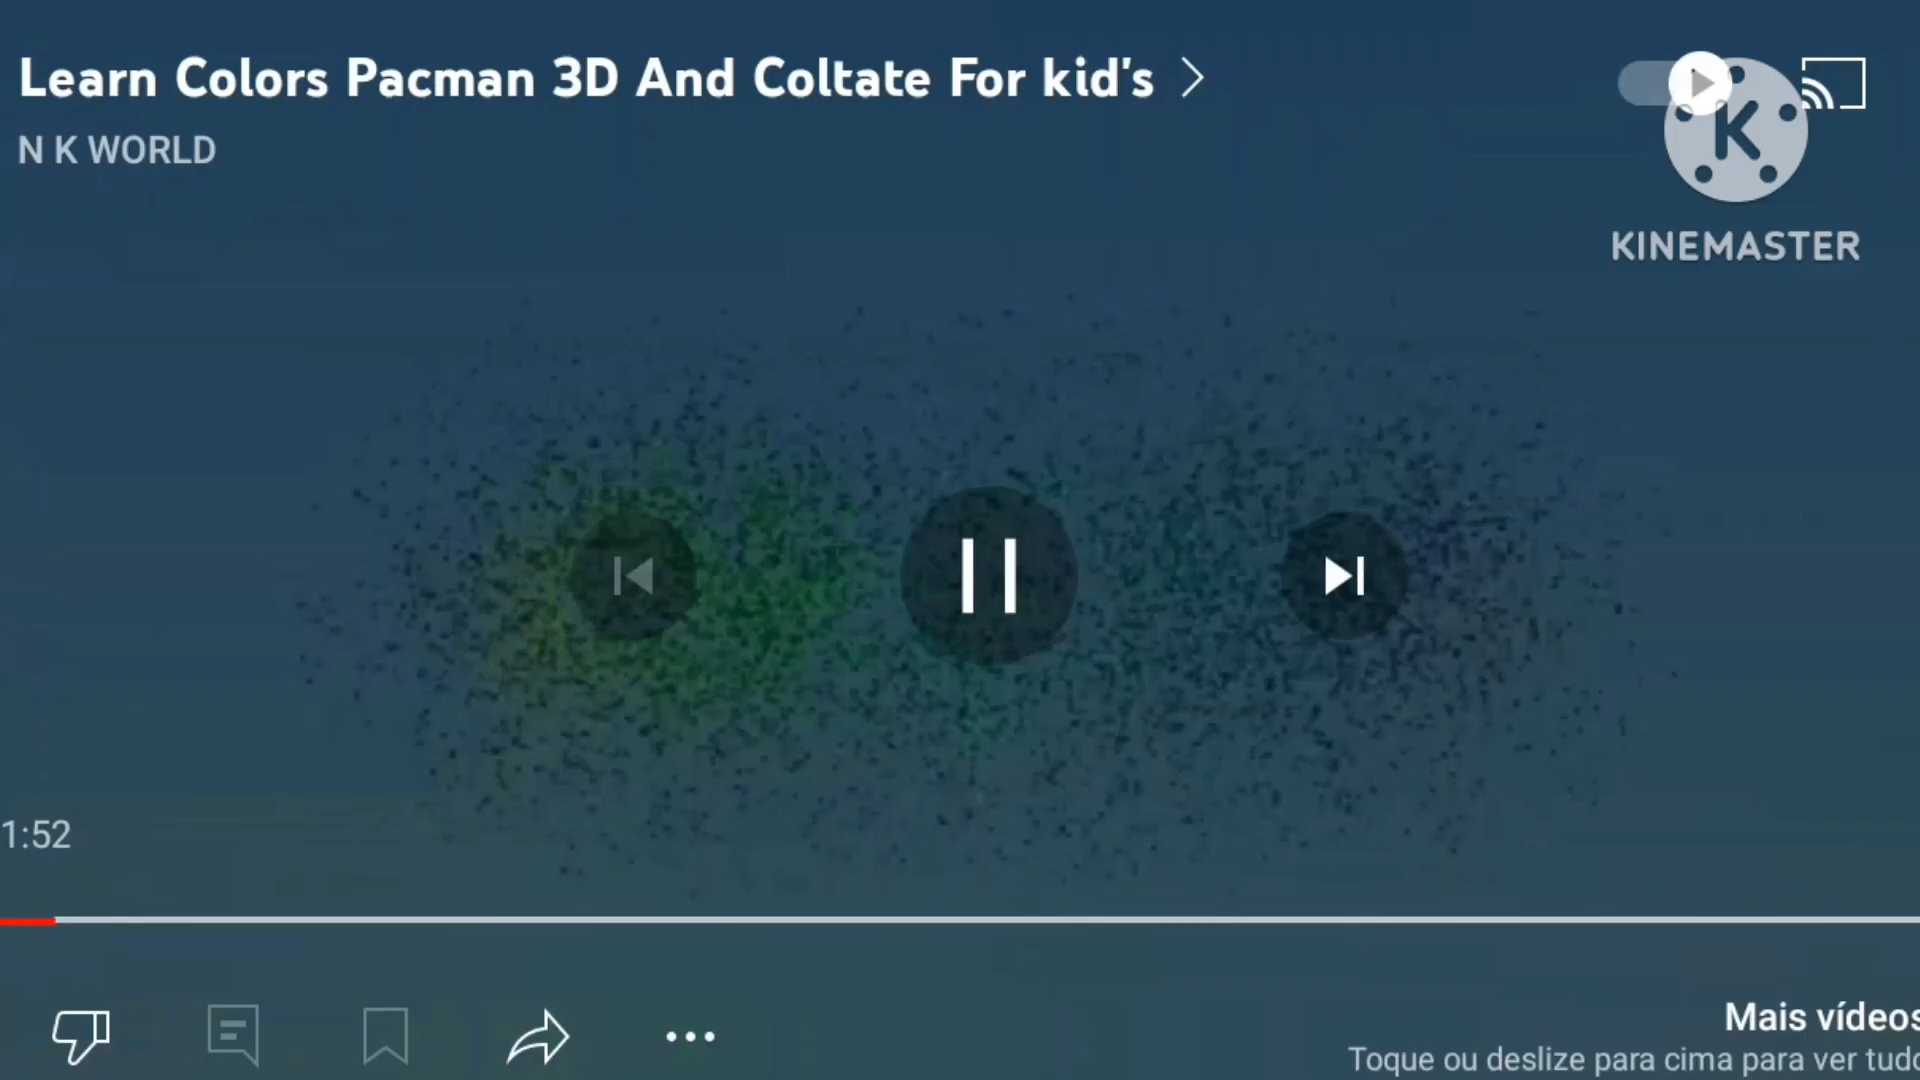 Learn Colors Pacman 3D And Coltate For kid's
N K WORLD
K
KINEMASTER
1:52
Mais vídeos
Toque ou deslize para cima para ver tudo